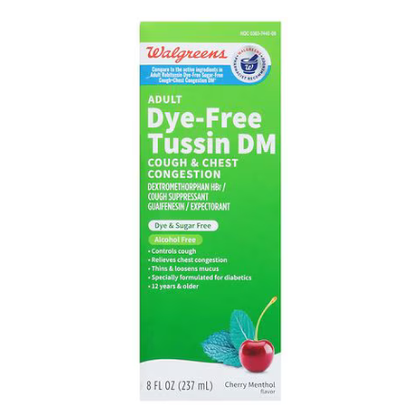 Walgreens
Compare to the active ingredients in
Adult Robitussin Dye-Free Sugar-Free
Cough+Chest Congestion DM
ADULT
Dye-Free
Tussin DM
COUGH & CHEST
CONGESTION
DEXTROMETHORPHAN HBr /
COUGH SUPPRESSANT
GUAIFENESIN / EXPECTORANT
Dye & Sugar Free
Alcohol Free
• Controls cough
• Relieves chest congestion
• Thins & loosens mucus
• Specially formulated for diabetics
• 12 years & older
8 FL OZ (237 mL)
Cherry Menthol
flavor